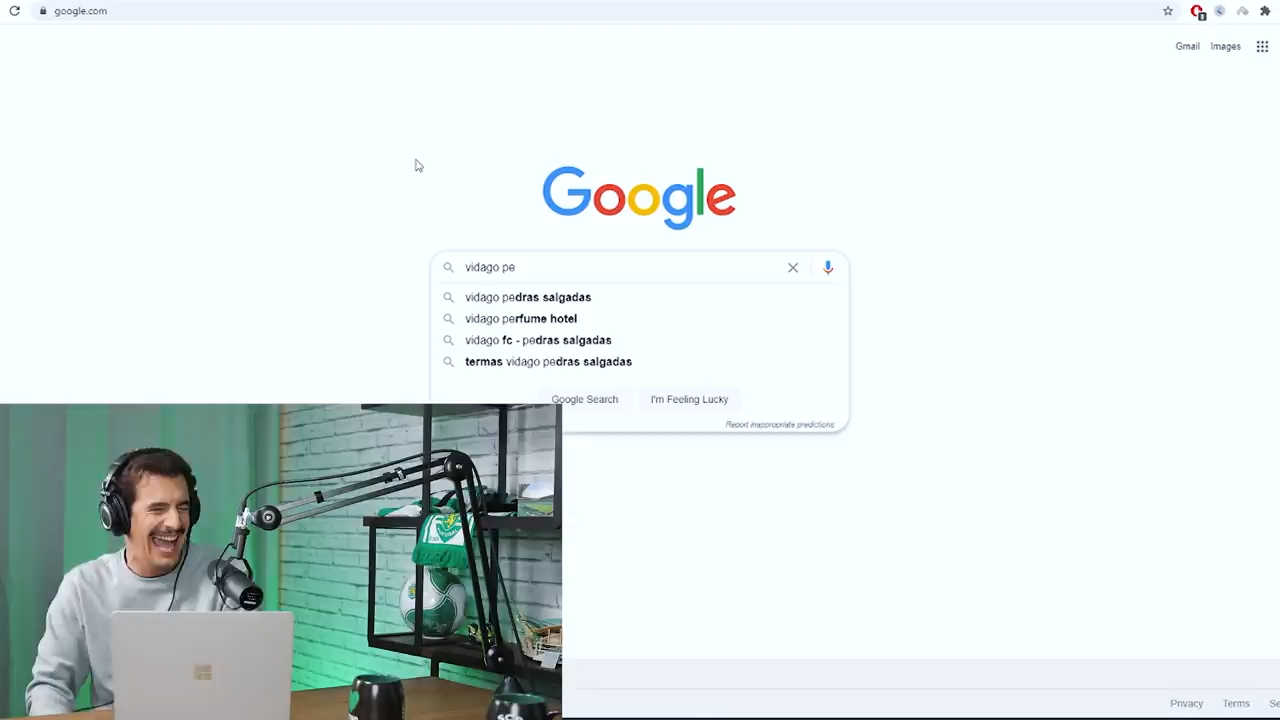 google.com
Gmail Images
Google
vidago pe
vidago pedras salgadas
vidago perfume hotel
vidago fc - pedras salgadas
termas vidago pedras salgadas
Google Search I'm Feeling Lucky
Report inappropriate predictions
Privacy Terms Se